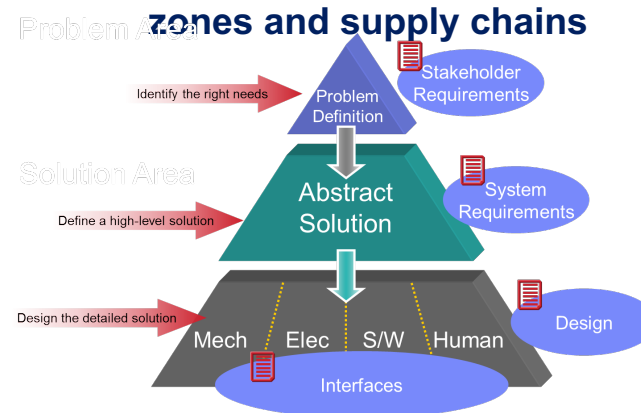 zones and supply chains
Problem Area
Stakeholder
Requirements
Identify the right needs
Problem
Definition
Solution Area
System
Requirements
Abstract
Solution
Define a high-level solution
Design the detailed solution
Design
Mech
Elec
S/W
Human
Interfaces